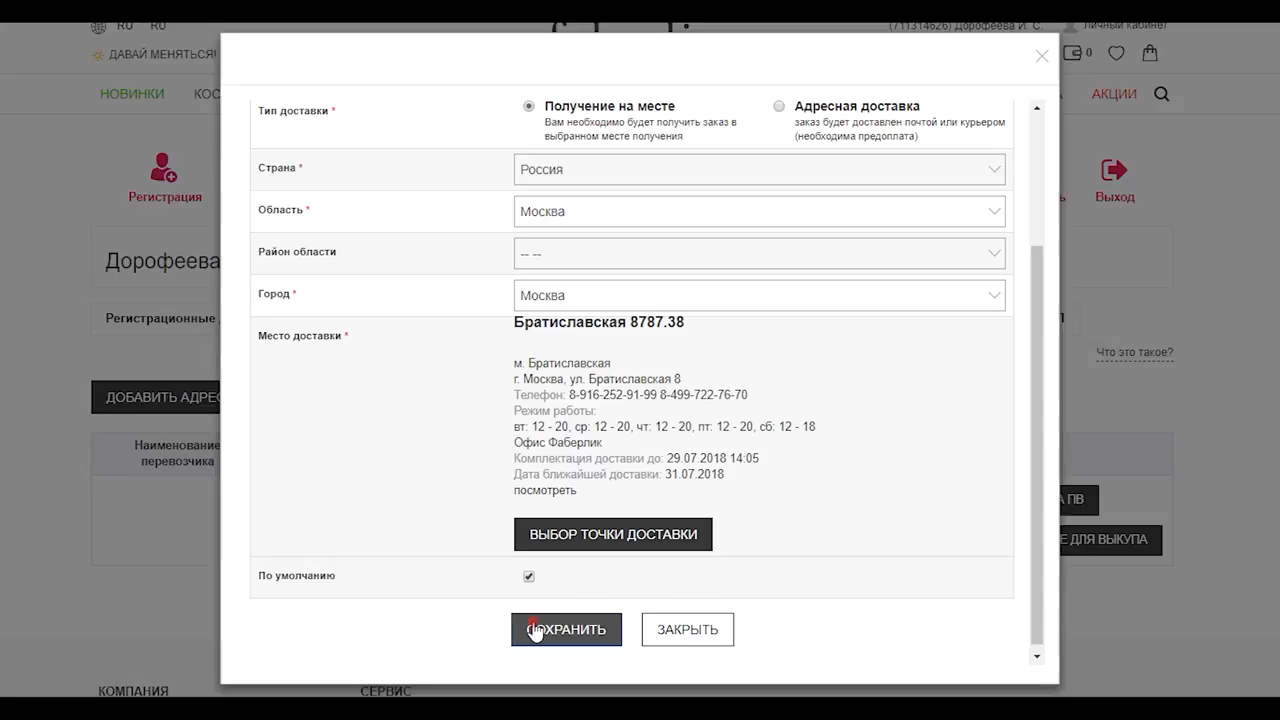 RU RU
(711314626) Дорофеева И. С.
Личный кабинет
ДАВАЙ МЕНЯТЬСЯ!
0
НОВИНКИ
КОС
АКЦИИ
Тип доставки *
Получение на месте
Вам необходимо будет получить заказ в
выбранном месте получения
Адресная доставка
заказ будет доставлен почтой или курьером
(необходима предоплата)
Страна *
Россия
Регистрация
Выход
Область *
Москва
Район области
-- --
Дорофеева
Город *
Москва
Регистрационные
Братиславская 8787.38
Место доставки *
Что это такое?
м. Братиславская
г. Москва, ул. Братиславская 8
Телефон: 8-916-252-91-99 8-499-722-76-70
ДОБАВИТЬ АДРЕС
Режим работы:
вт: 12 - 20, ср: 12 - 20, чт: 12 - 20, пт: 12 - 20, сб: 12 - 18
Офис Фаберлик
Наименование
перевозчика
Комплектация доставки до: 29.07.2018 14:05
Дата ближайшей доставки: 31.07.2018
посмотреть
А ПВ
ВЫБОР ТОЧКИ ДОСТАВКИ
Е ДЛЯ ВЫКУПА
По умолчанию
СОХРАНИТЬ
ЗАКРЫТЬ
КОМПАНИЯ
СЕРВИС